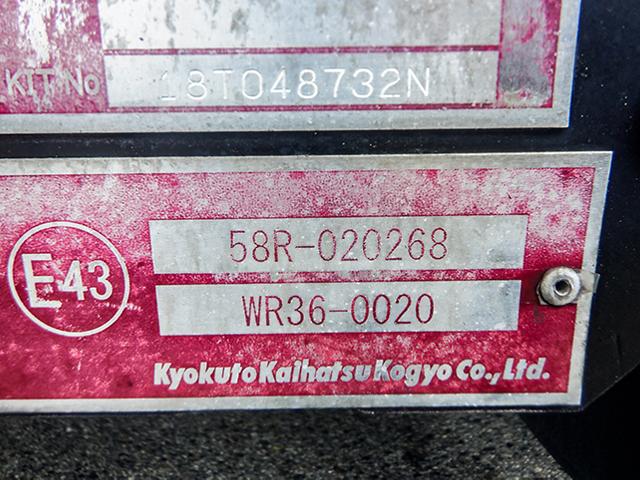 KIT No 18T048732N
E43
58R-020268
WR36-0020
Kyokuto Kaihatsu Kogyo Co., Ltd.